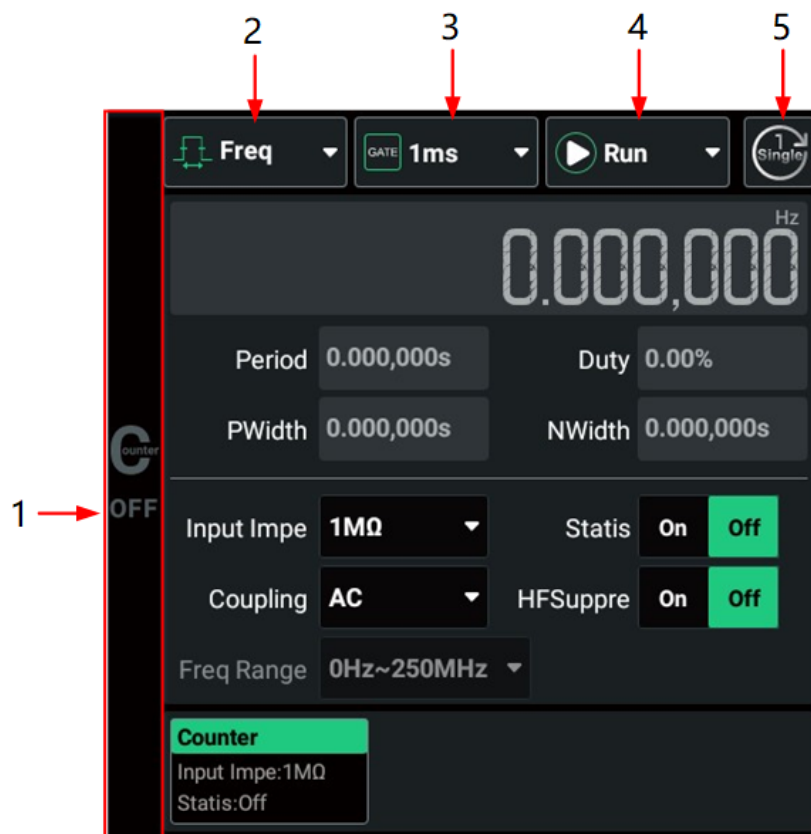 2 3 4 5
Freq GATE 1ms Run 1 Single
Hz
0.000,000
Period 0.000,000s Duty 0.00%
PWidth 0.000,000s NWidth 0.000,000s
Counter
1 OFF
Input Impe 1MΩ Statis On Off
Coupling AC HFSuppre On Off
Freq Range 0Hz~250MHz
Counter
Input Impe:1MΩ
Statis:Off